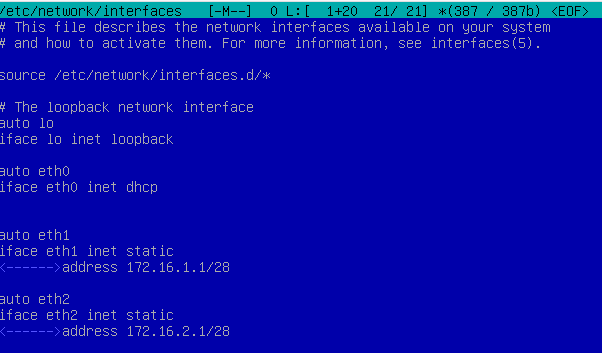 /etc/network/interfaces [-M--] 0 L:[ 1+20 21/ 21] *(387 / 387b) <EOF>
# This file describes the network interfaces available on your system
# and how to activate them. For more information, see interfaces(5).
source /etc/network/interfaces.d/*
# The loopback network interface
auto lo
iface lo inet loopback
auto eth0
iface eth0 inet dhcp
auto eth1
iface eth1 inet static
<------>address 172.16.1.1/28
auto eth2
iface eth2 inet static
<------>address 172.16.2.1/28